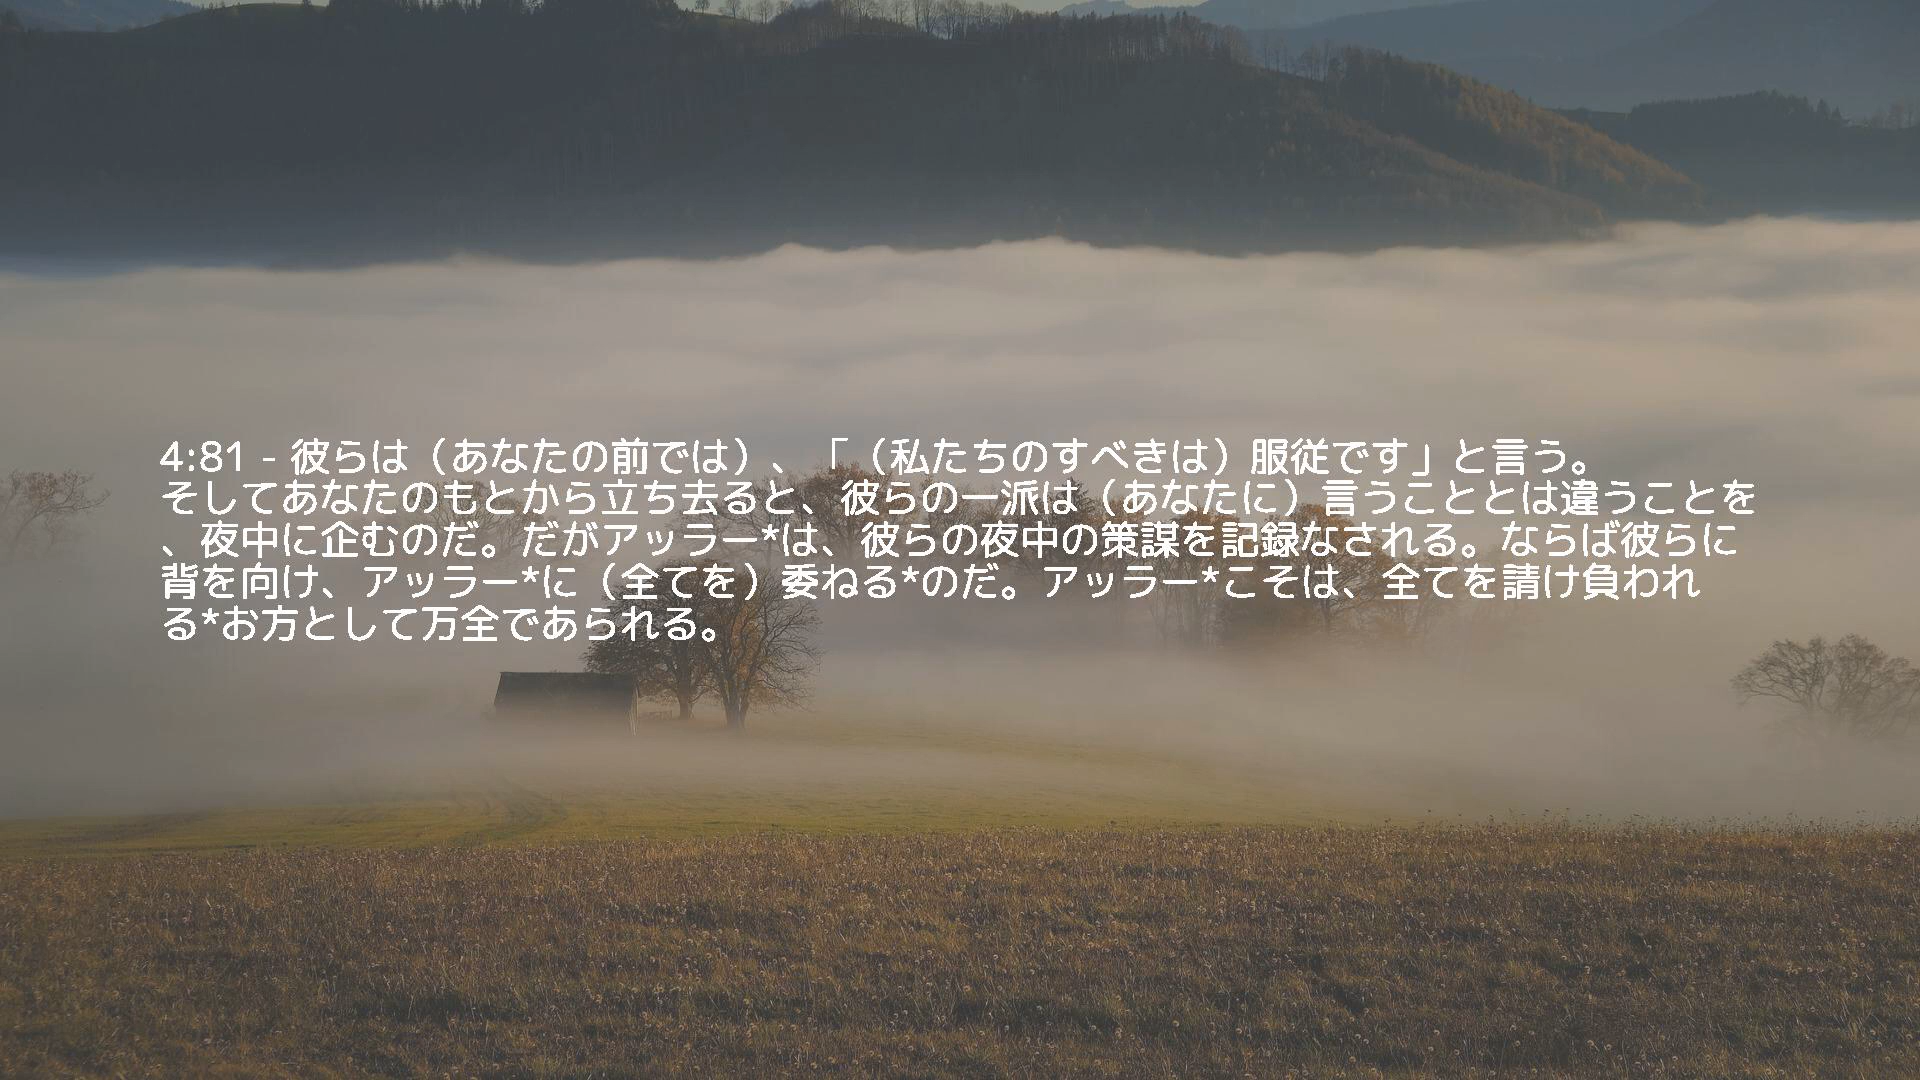 4:81 - 彼らは（あなたの前では）、「（私たちのすべきは）服従です」と言う。
そしてあなたのもとから立ち去ると、彼らの一派は（あなたに）言うこととは違うことを
、夜中に企むのだ。だがアッラー*は、彼らの夜中の策謀を記録なされる。ならば彼らに
背を向け、アッラー*に（全てを）委ねる*のだ。アッラー*こそは、全てを請け負われ
る*お方として万全であられる。